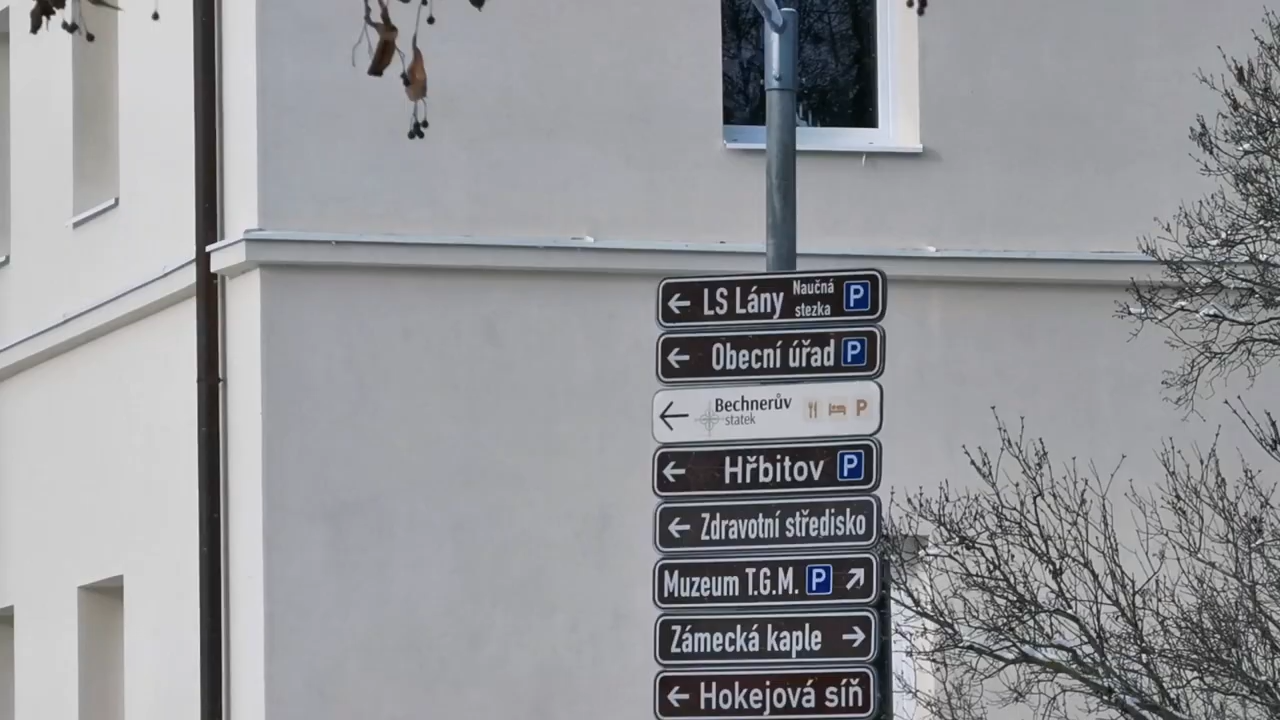 ← LS Lány Naučná stezka P
← Obecní úřad P
← Bechnerův statek P
← Hřbitov P
← Zdravotní středisko
Muzeum T.G.M. P ↗
Zámecká kaple →
← Hokejová síň